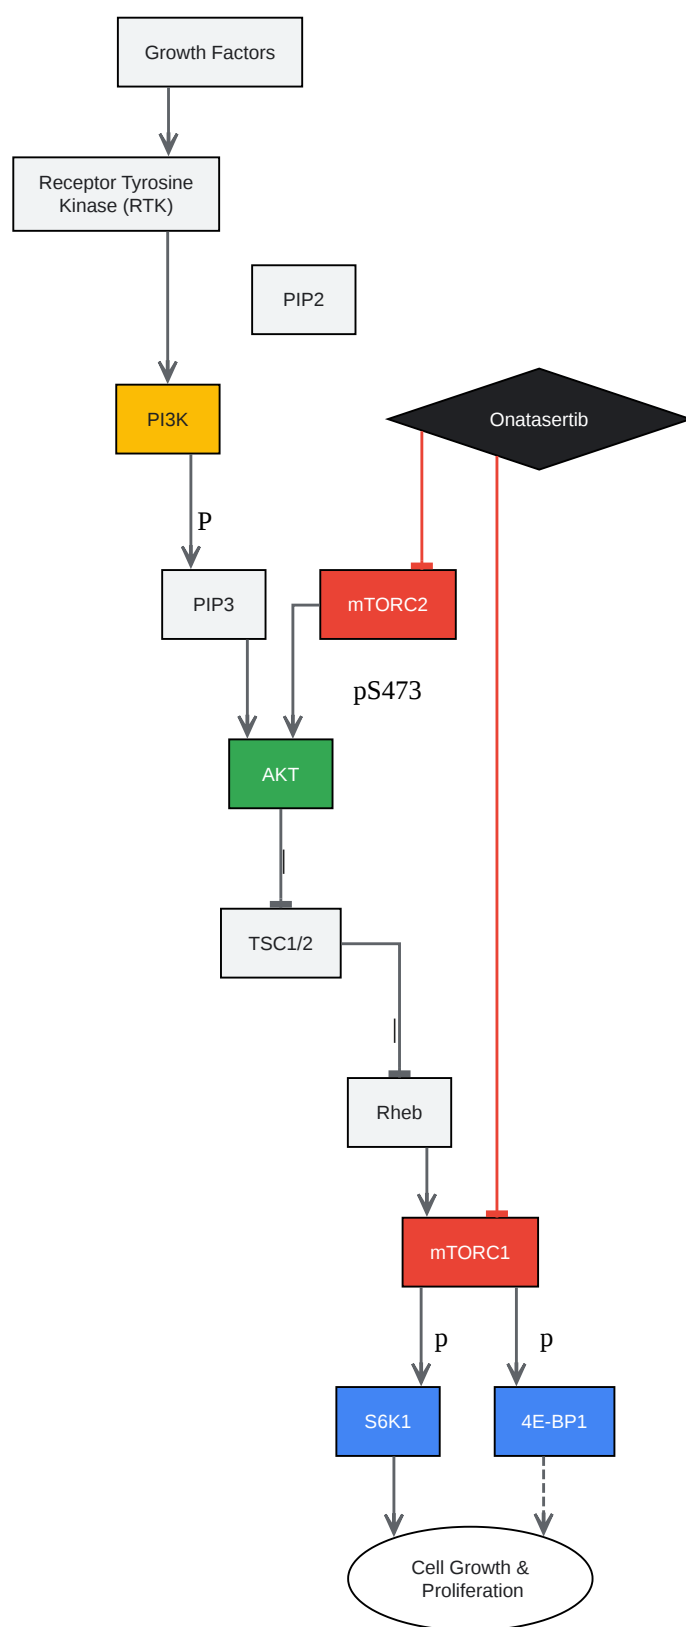 Growth Factors
Receptor Tyrosine
Kinase (RTK)
PIP2
PI3K
Onatasertib
P
PIP3
mTORC2
pS473
AKT
|
TSC1/2
|
Rheb
mTORC1
p
p
S6K1
4E-BP1
Cell Growth &
Proliferation